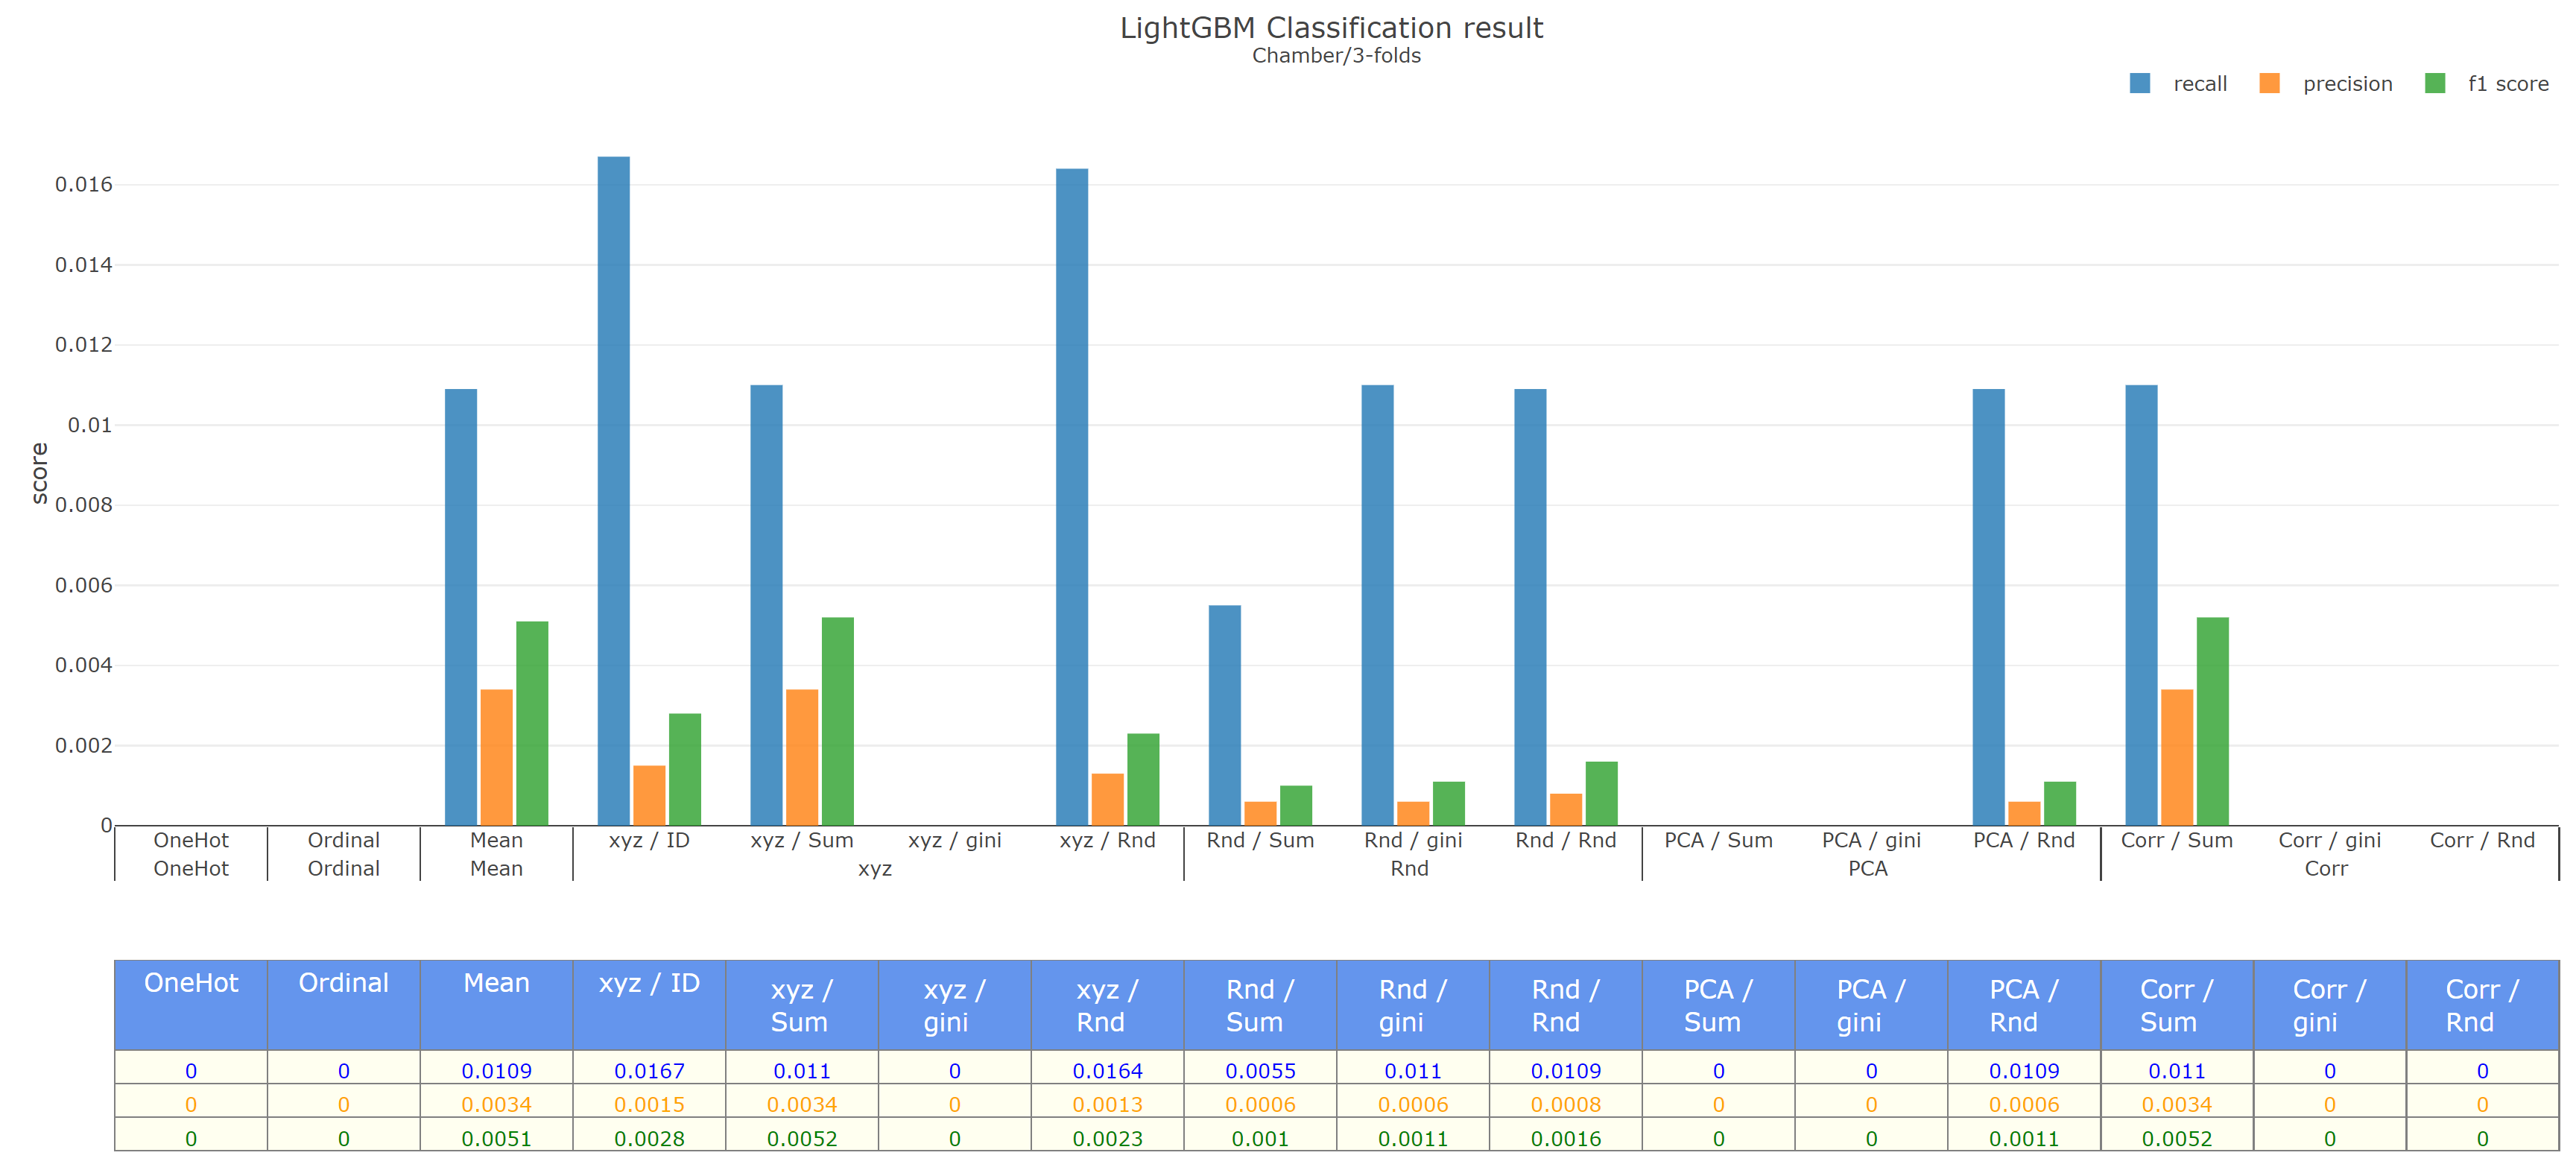 LightGBM Classification result
Chamber/3-folds
recall precision f1 score
0.016
0.014
0.012
0.01
0.008
0.006
0.004
0.002
0
score
OneHot Ordinal Mean xyz / ID xyz / Sum xyz / gini xyz / Rnd Rnd / Sum Rnd / gini Rnd / Rnd PCA / Sum PCA / gini PCA / Rnd Corr / Sum Corr / gini Corr / Rnd
OneHot Ordinal Mean xyz Rnd PCA Corr
OneHot Ordinal Mean xyz / ID xyz / Sum xyz / gini xyz / Rnd Rnd / Sum Rnd / gini Rnd / Rnd PCA / Sum PCA / gini PCA / Rnd Corr / Sum Corr / gini Corr / Rnd
0 0 0.0109 0.0167 0.011 0 0.0164 0.0055 0.011 0.0109 0 0 0.0109 0.011 0 0
0 0 0.0034 0.0015 0.0034 0 0.0013 0.0006 0.0006 0.0008 0 0 0.0006 0.0034 0 0
0 0 0.0051 0.0028 0.0052 0 0.0023 0.001 0.0011 0.0016 0 0 0.0011 0.0052 0 0